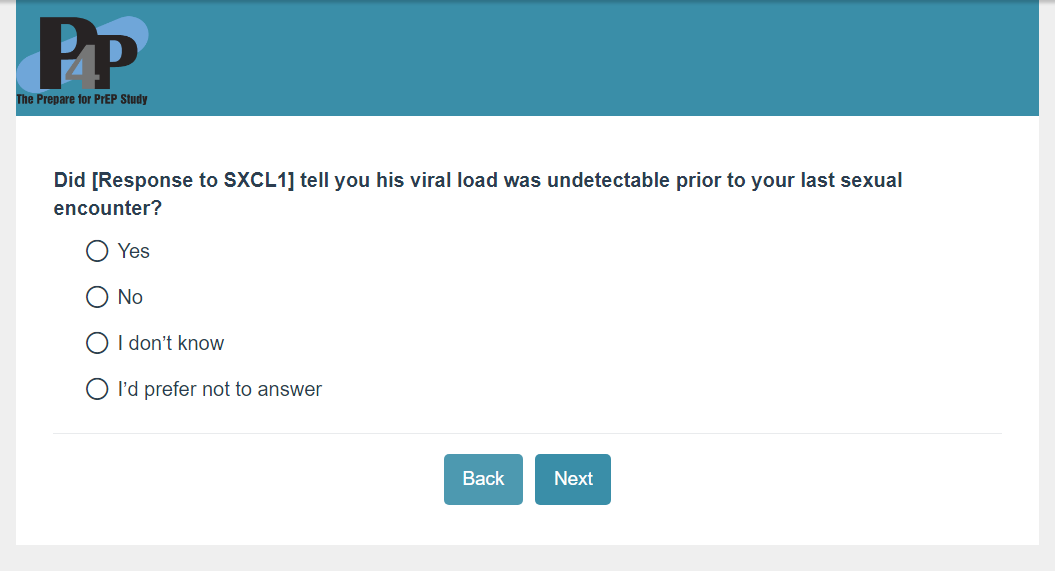 P4P
The Prepare for PrEP Study
Did [Response to SXCL1] tell you his viral load was undetectable prior to your last sexual
encounter?
Yes
No
I don’t know
I’d prefer not to answer
Back
Next